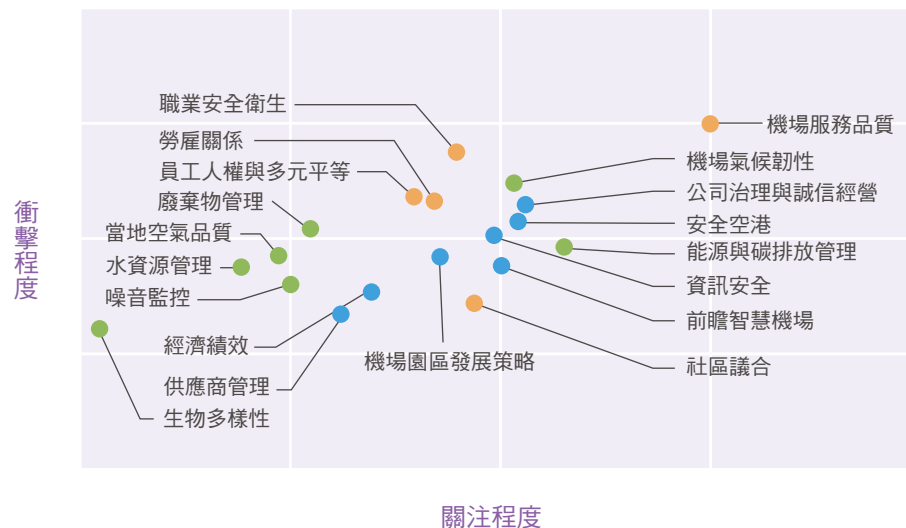 職業安全衛生
勞雇關係
員工人權與多元平等
廢棄物管理
當地空氣品質
水資源管理
噪音監控
經濟績效
供應商管理
生物多樣性
機場園區發展策略
機場服務品質
機場氣候韌性
公司治理與誠信經營
安全空港
能源與碳排放管理
資訊安全
前瞻智慧機場
社區議合
衝擊程度
關注程度